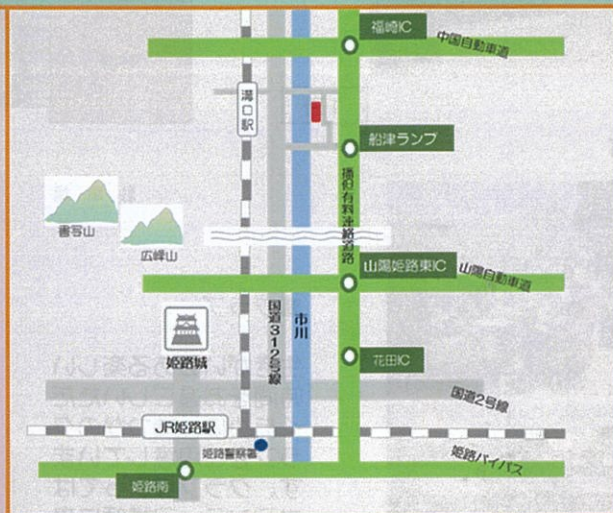 福崎IC
中国自動車道
溝口駅
船津ランプ
播但有料連絡道路
書写山
広峰山
山陽姫路東IC
山陽自動車道
国道312号線
市川
姫路城
花田IC
国道2号線
JR姫路駅
姫路警察署
姫路バイパス
姫路南